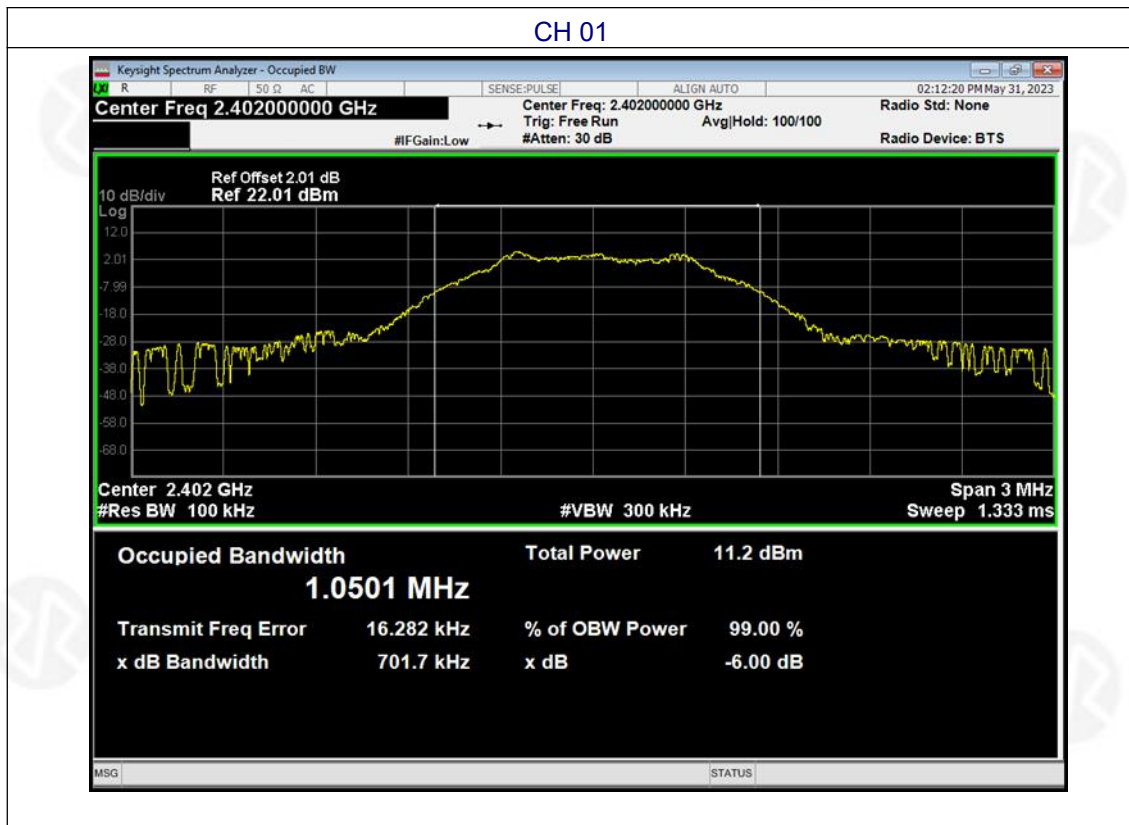 CH 01
Keysight Spectrum Analyzer - Occupied BW
LXI R RF 50 Ω AC SENSE:PULSE ALIGN AUTO 02:12:20 PM May 31, 2023
Center Freq 2.402000000 GHz Center Freq: 2.402000000 GHz Radio Std: None
Trig: Free Run Avg|Hold: 100/100
#IFGain:Low #Atten: 30 dB Radio Device: BTS
Ref Offset 2.01 dB
10 dB/div Ref 22.01 dBm
Log
12.0
2.01
-7.99
-18.0
-28.0
-38.0
-48.0
-58.0
-68.0
Center 2.402 GHz Span 3 MHz
#Res BW 100 kHz #VBW 300 kHz Sweep 1.333 ms
Occupied Bandwidth Total Power 11.2 dBm
1.0501 MHz
Transmit Freq Error 16.282 kHz % of OBW Power 99.00 %
x dB Bandwidth 701.7 kHz x dB -6.00 dB
MSG STATUS